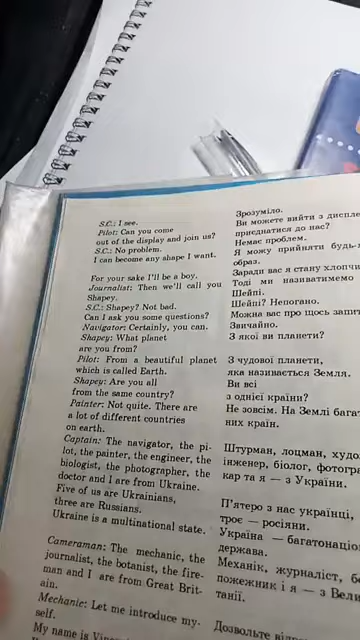 S.C.: I see.
Pilot: Can you come
out of the display and join us?
S.C.: No problem.
I can become any shape I want.
For your sake I'll be a boy.
Journalist: Then we'll call you
Shapey.
S.C.: Shapey? Not bad.
Can I ask you some questions?
Navigator: Certainly, you can.
Shapey: What planet
are you from?
Pilot: From a beautiful planet
which is called Earth.
Shapey: Are you all
from the same country?
Painter: Not quite. There are
a lot of different countries
on earth.
Captain: The navigator, the pi-
lot, the painter, the engineer, the
biologist, the photographer, the
doctor and I are from Ukraine.
Five of us are Ukrainians,
three are Russians.
Ukraine is a multinational state.
Cameraman: The mechanic, the
journalist, the botanist, the fire-
man and I are from Great Brit-
ain.
Mechanic: Let me introduce my-
self.
My name is
Зрозуміло.
Ви можете вийти з
приєднатися до нас?
Немає проблем.
Я можу прийняти
образ.
Заради вас я стану
Тоді ми називатимемо
Шейпі.
Шейпі? Непогано.
Можна вас про щось
Звичайно.
З якої ви планети?
З чудової планети,
яка називається Земля.
Ви всі
з однієї країни?
Не зовсім. На Землі
них країн.
Штурман, лоцман,
інженер, біолог,
кар та я — з України.
П'ятеро з нас українці,
троє — росіяни.
Україна —
держава.
Механік, журналіст,
пожежник і я — з
танії.
Дозвольте